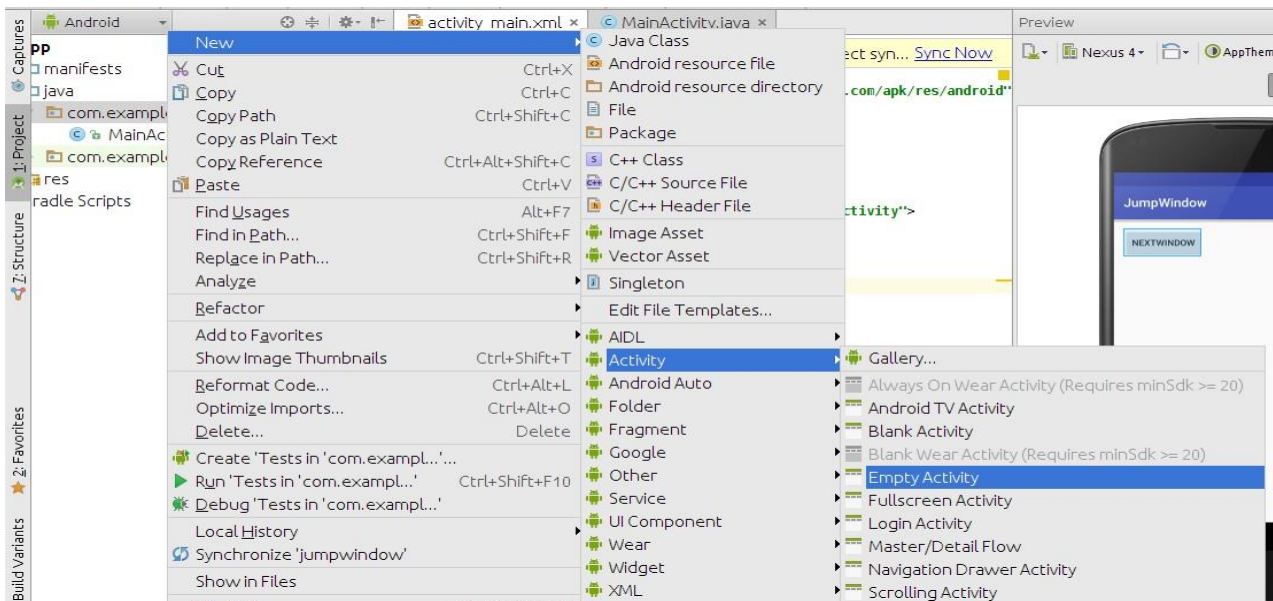 Android
activity_main.xml ×
MainActivity.java ×
Preview
Captures
1: Project
7: Structure
2: Favorites
Build Variants
pp
manifests
java
com.exampl
MainAc
com.exampl
res
radle Scripts
New
Cut Ctrl+X
Copy Ctrl+C
Copy Path Ctrl+Shift+C
Copy as Plain Text
Copy Reference Ctrl+Alt+Shift+C
Paste Ctrl+V
Find Usages Alt+F7
Find in Path... Ctrl+Shift+F
Replace in Path... Ctrl+Shift+R
Analyze
Refactor
Add to Favorites
Show Image Thumbnails Ctrl+Shift+T
Reformat Code... Ctrl+Alt+L
Optimize Imports... Ctrl+Alt+O
Delete... Delete
Create 'Tests in 'com.exampl...'...
Run 'Tests in 'com.exampl...' Ctrl+Shift+F10
Debug 'Tests in 'com.exampl...'
Local History
Synchronize 'jumpwindow'
Show in Files
Java Class
Android resource file
Android resource directory
File
Package
C++ Class
C/C++ Source File
C/C++ Header File
Image Asset
Vector Asset
Singleton
Edit File Templates...
AIDL
Activity
Android Auto
Folder
Fragment
Google
Other
Service
UI Component
Wear
Widget
XML
Gallery...
Always On Wear Activity (Requires minSdk >= 20)
Android TV Activity
Blank Activity
Blank Wear Activity (Requires minSdk >= 20)
Empty Activity
Fullscreen Activity
Login Activity
Master/Detail Flow
Navigation Drawer Activity
Scrolling Activity
ect syn... Sync Now
.com/apk/res/android"
ctivity">
Nexus 4
AppThem
JumpWindow
NEXTWINDOW